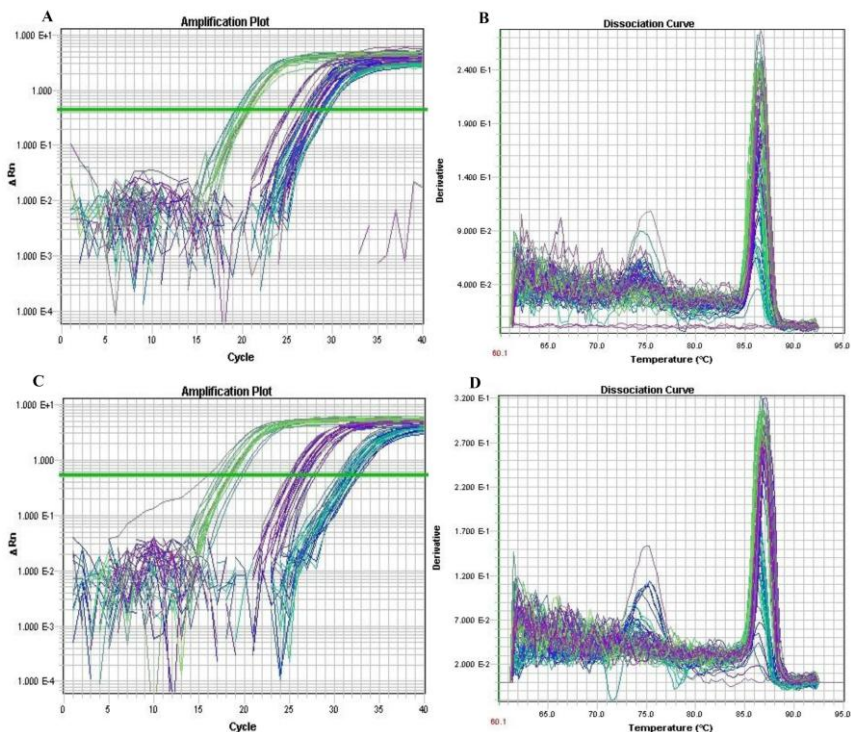 A
Amplification Plot
1.000 E+1
1.000
1.000 E-1
1.000 E-2
1.000 E-3
1.000 E-4
Δ Rn
0 5 10 15 20 25 30 35 40
Cycle
B
Dissociation Curve
2.400 E-1
1.900 E-1
1.400 E-1
9.000 E-2
4.000 E-2
Derivative
60.1
65.0 70.0 75.0 80.0 85.0 90.0 95.0
Temperature (°C)
C
Amplification Plot
1.000 E+1
1.000
1.000 E-1
1.000 E-2
1.000 E-3
1.000 E-4
Δ Rn
0 5 10 15 20 25 30 35 40
Cycle
D
Dissociation Curve
3.200 E-1
2.700 E-1
2.200 E-1
1.700 E-1
1.200 E-1
7.000 E-2
2.000 E-2
Derivative
60.1
65.0 70.0 75.0 80.0 85.0 90.0 95.0
Temperature (°C)